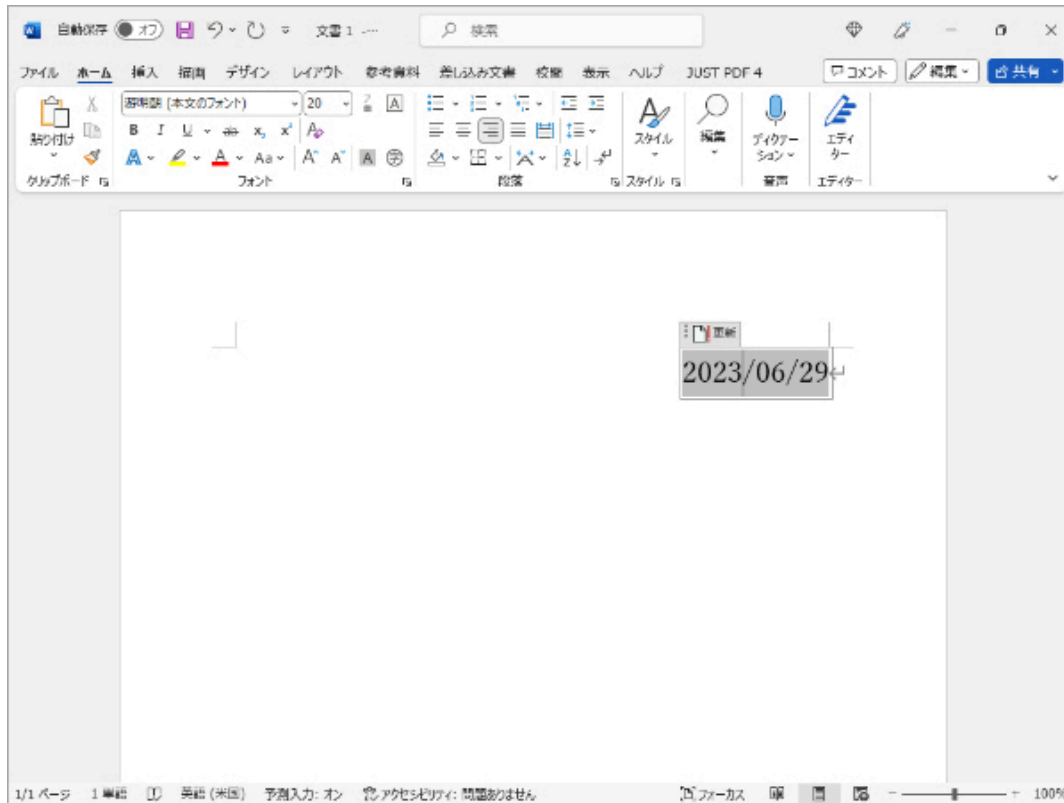 自動保存 オフ 文書 1 ... 検索
ファイル ホーム 挿入 描画 デザイン レイアウト 参考資料 差し込み文書 校閲 表示 ヘルプ JUST PDF 4 コメント 編集 共有
游明朝 (本文のフォント) 20
貼り付け B I U ab x₂ x² A スタイル 編集 ディクテーション エディター
A A Aa A A A 字
クリップボード フォント 段落 スタイル 音声 エディター
更新
2023/06/29
1/1 ページ 1 単語 英語 (米国) 予測入力: オン アクセシビリティ: 問題ありません フォーカス 100%